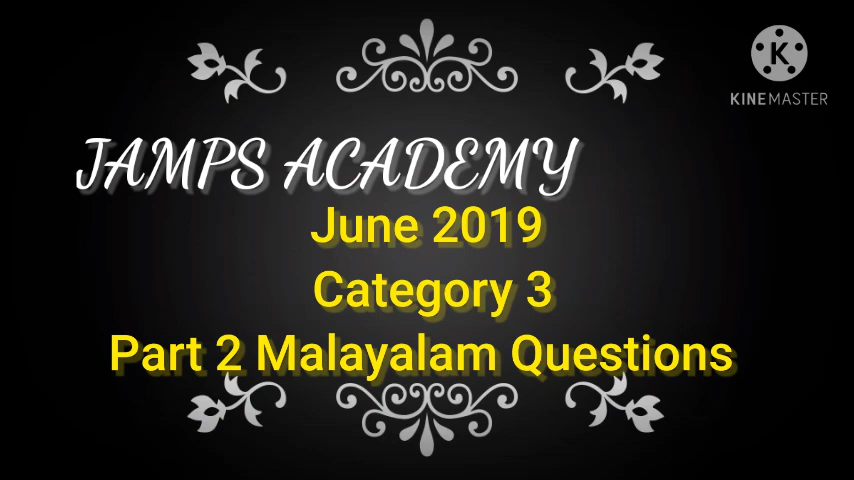 K
KINEMASTER
JAMPS ACADEMY
June 2019
Category 3
Part 2 Malayalam Questions